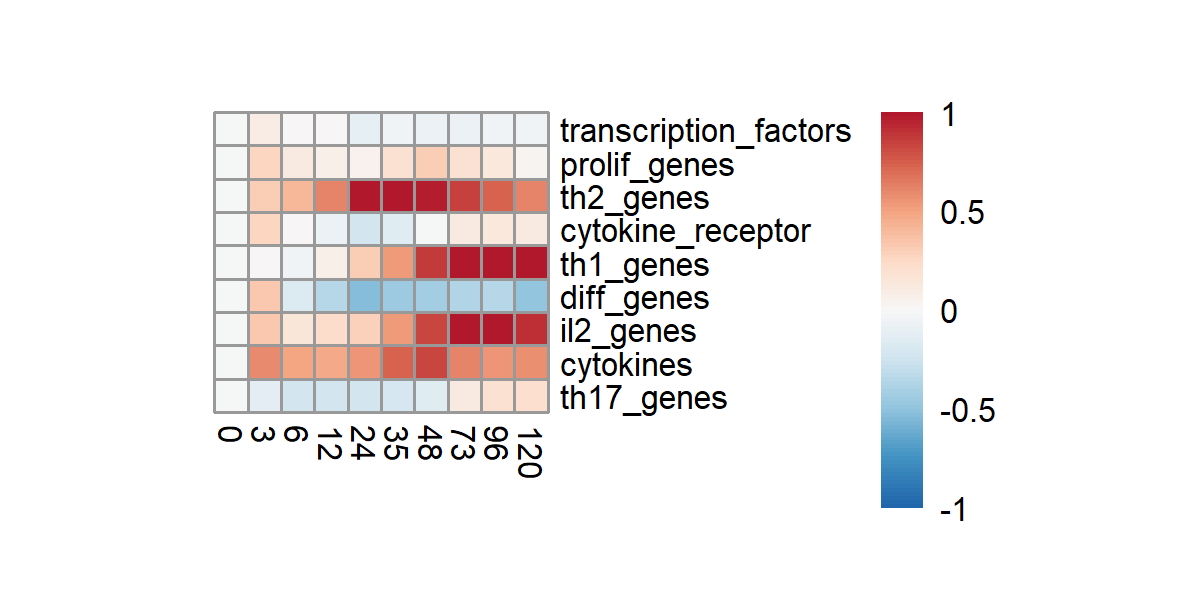 transcription_factors
prolif_genes
th2_genes
cytokine_receptor
th1_genes
diff_genes
il2_genes
cytokines
th17_genes
0 3 6 12 24 35 48 73 96 120
1
0.5
0
-0.5
-1